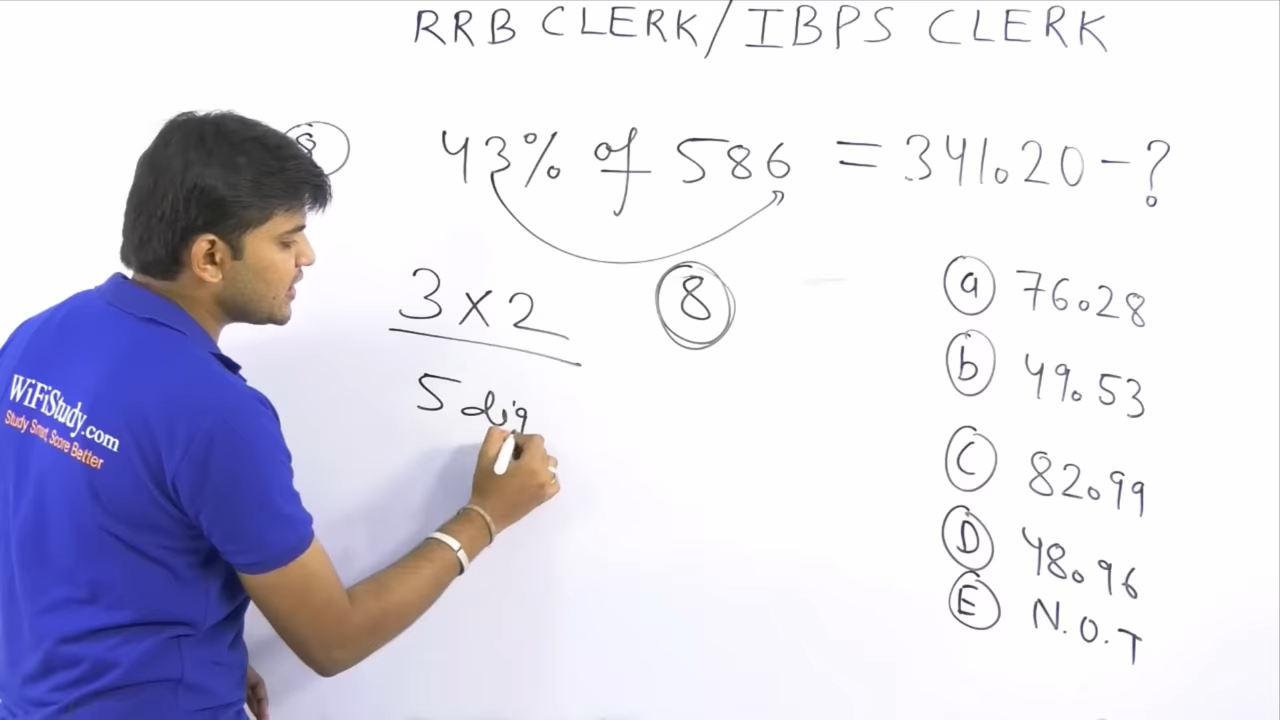 RRB CLERK/IBPS CLERK
8
43% of 586 = 341.20 - ?
3 x 2
8
5 dig
a 76.28
b 49.53
C 82.99
D 48.96
E N.O.T
WiFiStudy.com
Study Smart, Score Better